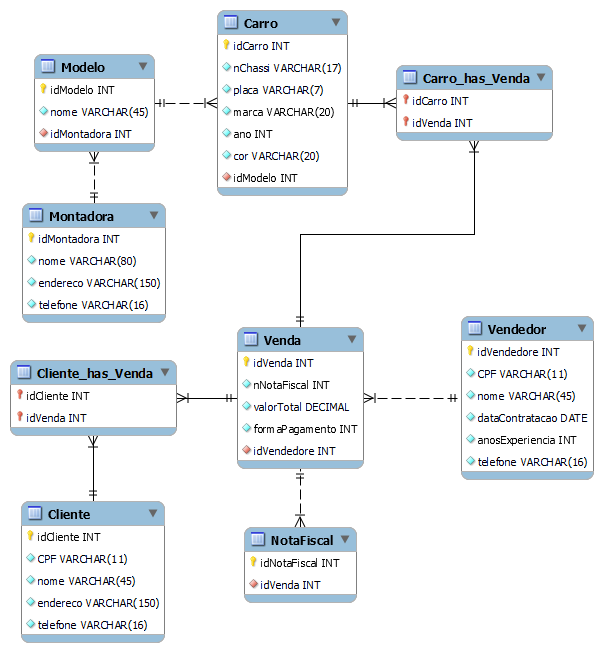 Carro
idCarro INT
nChassi VARCHAR(17)
placa VARCHAR(7)
marca VARCHAR(20)
ano INT
cor VARCHAR(20)
idModelo INT
Modelo
idModelo INT
nome VARCHAR(45)
idMontadora INT
Carro_has_Venda
idCarro INT
idVenda INT
Montadora
idMontadora INT
nome VARCHAR(80)
endereco VARCHAR(150)
telefone VARCHAR(16)
Venda
idVenda INT
nNotaFiscal INT
valorTotal DECIMAL
formaPagamento INT
idVendedore INT
Vendedor
idVendedore INT
CPF VARCHAR(11)
nome VARCHAR(45)
dataContratacao DATE
anosExperiencia INT
telefone VARCHAR(16)
Cliente_has_Venda
idCliente INT
idVenda INT
Cliente
idCliente INT
CPF VARCHAR(11)
nome VARCHAR(45)
endereco VARCHAR(150)
telefone VARCHAR(16)
NotaFiscal
idNotaFiscal INT
idVenda INT